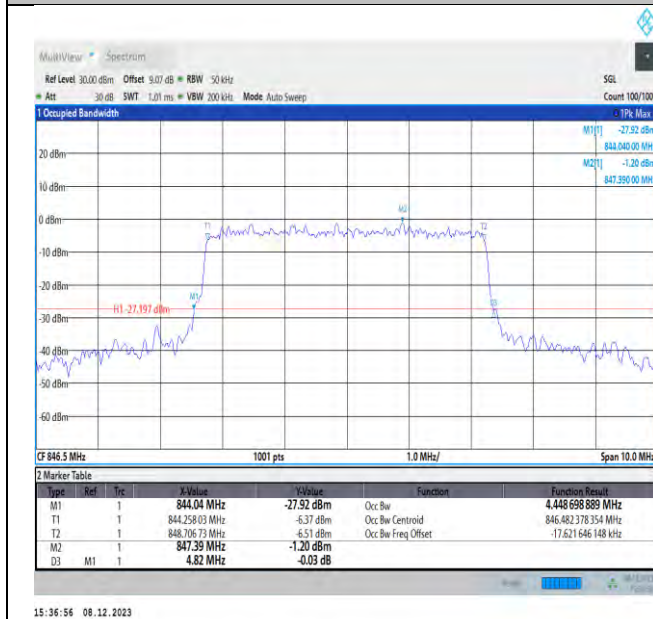 MultiView Spectrum
Ref Level 30.00 dBm Offset 9.07 dB RBW 50 kHz SGL
Att 30 dB SWT 1.01 ms VBW 200 kHz Mode Auto Sweep Count 100/100
1 Occupied Bandwidth 1Pk Max
M1[1] -27.92 dBm
844.040 00 MHz
M2[1] -1.20 dBm
847.390 00 MHz
20 dBm
10 dBm
M2
0 dBm
T1 T2
-10 dBm
-20 dBm
M1
H1 -27.197 dBm
-30 dBm
-40 dBm
-50 dBm
-60 dBm
CF 846.5 MHz 1001 pts 1.0 MHz/ Span 10.0 MHz
2 Marker Table
Type Ref Trc X-Value Y-Value Function Function Result
M1 1 844.04 MHz -27.92 dBm Occ Bw 4.448 698 889 MHz
T1 1 844.258 03 MHz -6.37 dBm Occ Bw Centroid 846.482 378 354 MHz
T2 1 848.706 73 MHz -6.51 dBm Occ Bw Freq Offset -17.621 646 148 kHz
M2 1 847.39 MHz -1.20 dBm
D3 M1 1 4.82 MHz -0.03 dB
15:36:56 08.12.2023